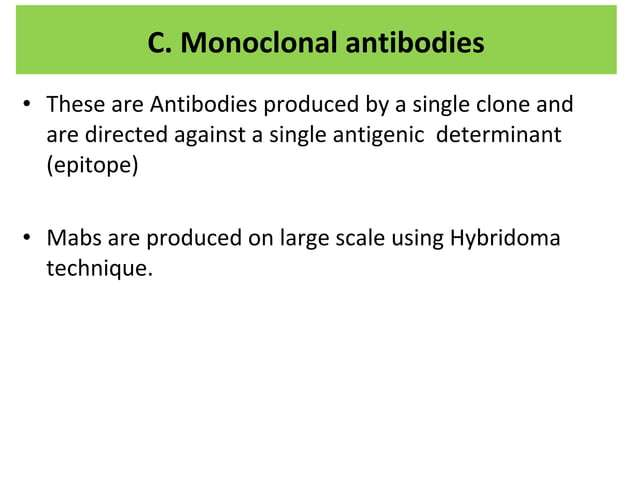 C. Monoclonal antibodies
• These are Antibodies produced by a single clone and
are directed against a single antigenic  determinant
(epitope)
• Mabs are produced on large scale using Hybridoma
technique.